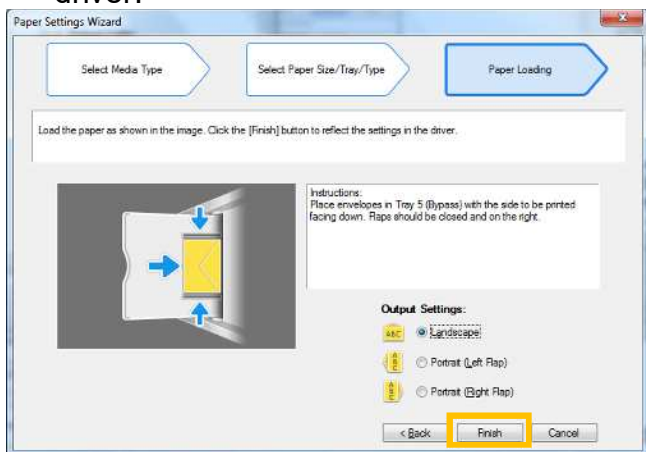 driver.
Paper Settings Wizard
Select Media Type
Select Paper Size/Tray/Type
Paper Loading
Load the paper as shown in the image. Click the [Finish] button to reflect the settings in the driver.
Instructions:
Place envelopes in Tray 5 (Bypass) with the side to be printed
facing down. Flaps should be closed and on the right.
Output Settings:
ABC
Landscape
ABC
Portrait (Left Flap)
ABC
Portrait (Right Flap)
< Back
Finish
Cancel